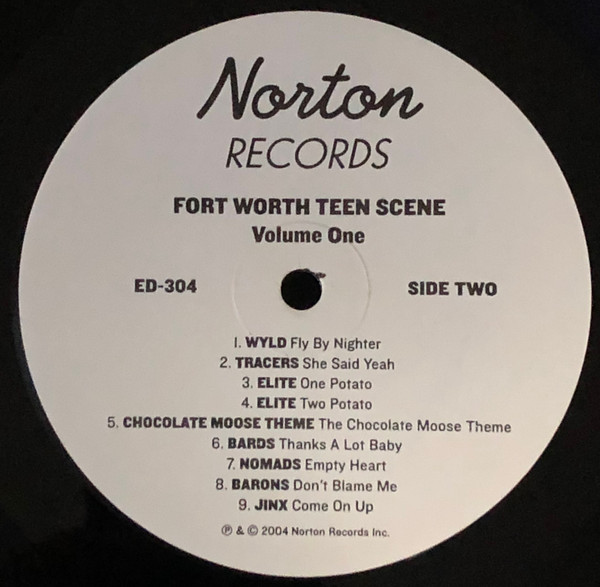 Norton
RECORDS
FORT WORTH TEEN SCENE
Volume One
ED-304 SIDE TWO
1. WYLD Fly By Nighter
2. TRACERS She Said Yeah
3. ELITE One Potato
4. ELITE Two Potato
5. CHOCOLATE MOOSE THEME The Chocolate Moose Theme
6. BARDS Thanks A Lot Baby
7. NOMADS Empty Heart
8. BARONS Don't Blame Me
9. JINX Come On Up
℗ & © 2004 Norton Records Inc.